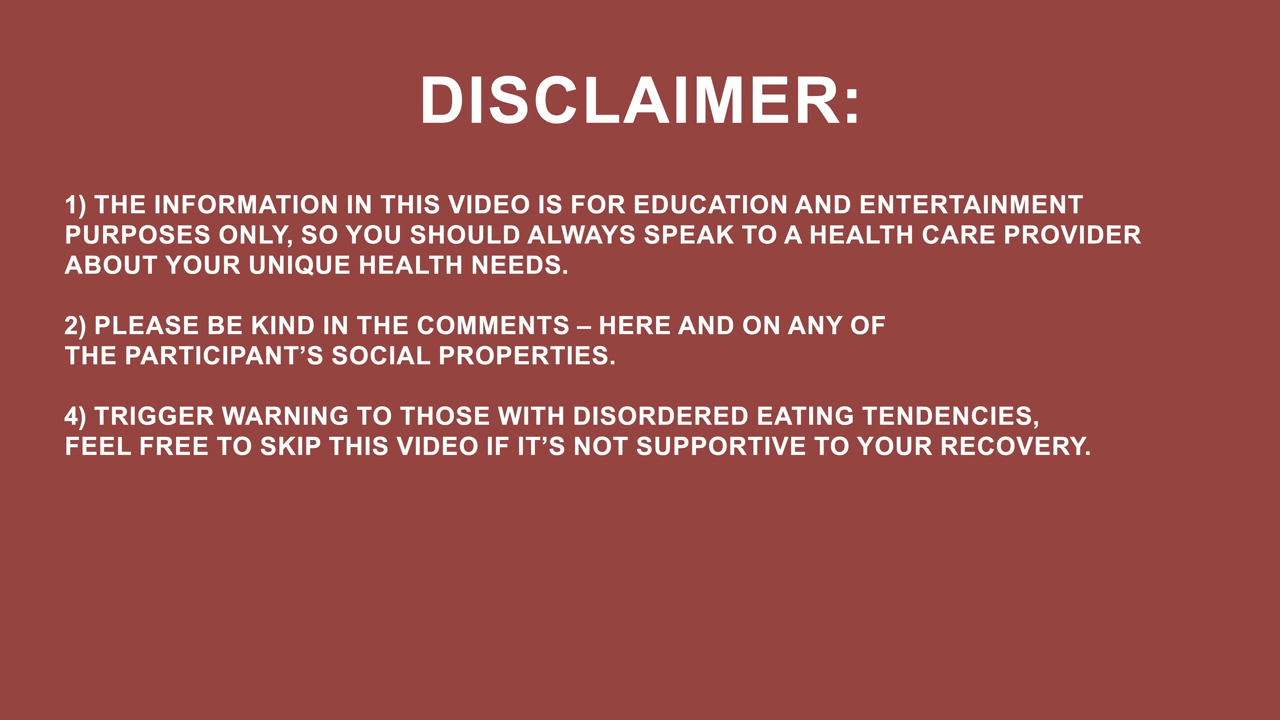 DISCLAIMER:
1) THE INFORMATION IN THIS VIDEO IS FOR EDUCATION AND ENTERTAINMENT
PURPOSES ONLY, SO YOU SHOULD ALWAYS SPEAK TO A HEALTH CARE PROVIDER
ABOUT YOUR UNIQUE HEALTH NEEDS.
2) PLEASE BE KIND IN THE COMMENTS – HERE AND ON ANY OF
THE PARTICIPANT’S SOCIAL PROPERTIES.
4) TRIGGER WARNING TO THOSE WITH DISORDERED EATING TENDENCIES,
FEEL FREE TO SKIP THIS VIDEO IF IT’S NOT SUPPORTIVE TO YOUR RECOVERY.